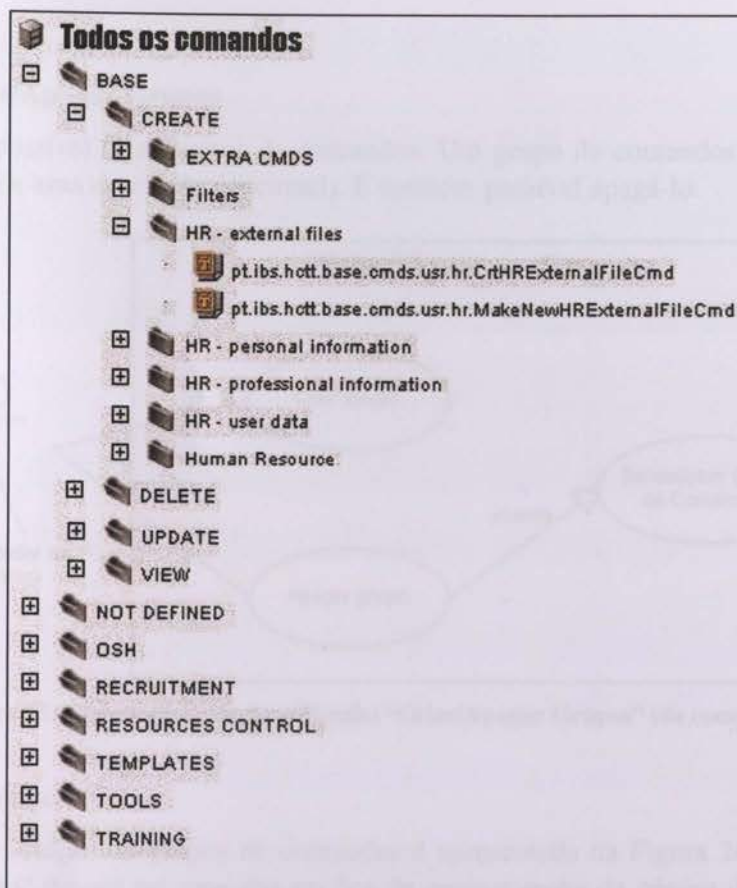 Todos os comandos
BASE
CREATE
EXTRA CMDS
Filters
HR - external files
pt.ibs.hctt.base.cmds.usr.hr.CrtHRExternalFileCmd
pt.ibs.hctt.base.cmds.usr.hr.MakeNewHRExternalFileCmd
HR - personal information
HR - professional information
HR - user data
Human Resource
DELETE
UPDATE
VIEW
NOT DEFINED
OSH
RECRUITMENT
RESOURCES CONTROL
TEMPLATES
TOOLS
TRAINING